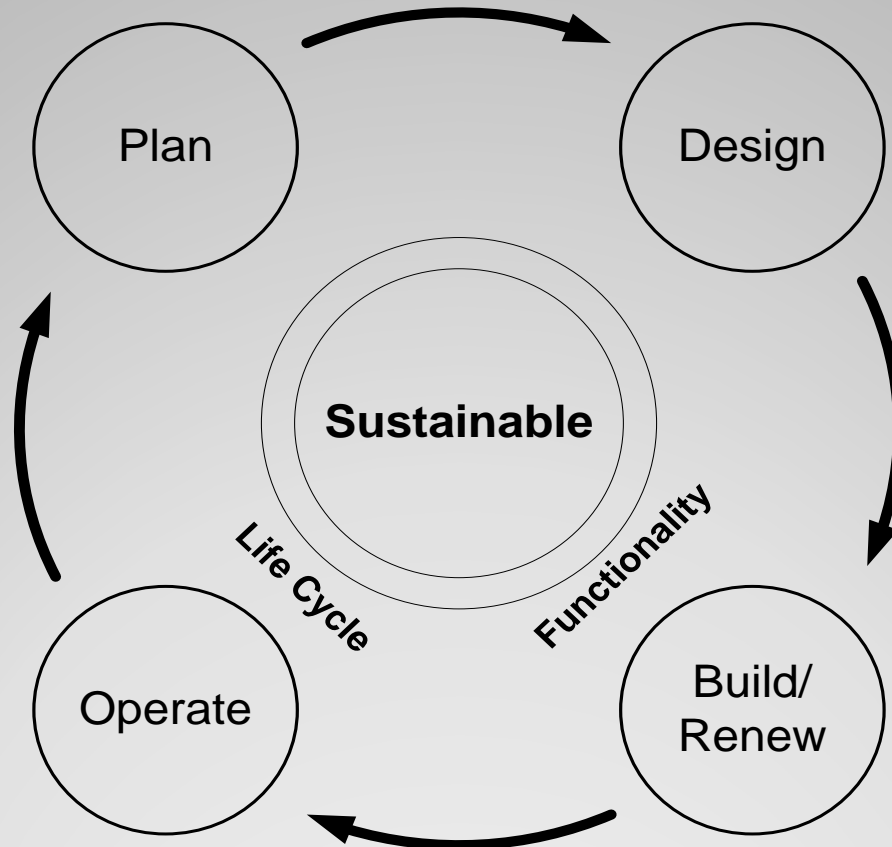 Plan
Design
Sustainable
Life Cycle
Functionality
Operate
Build/
Renew